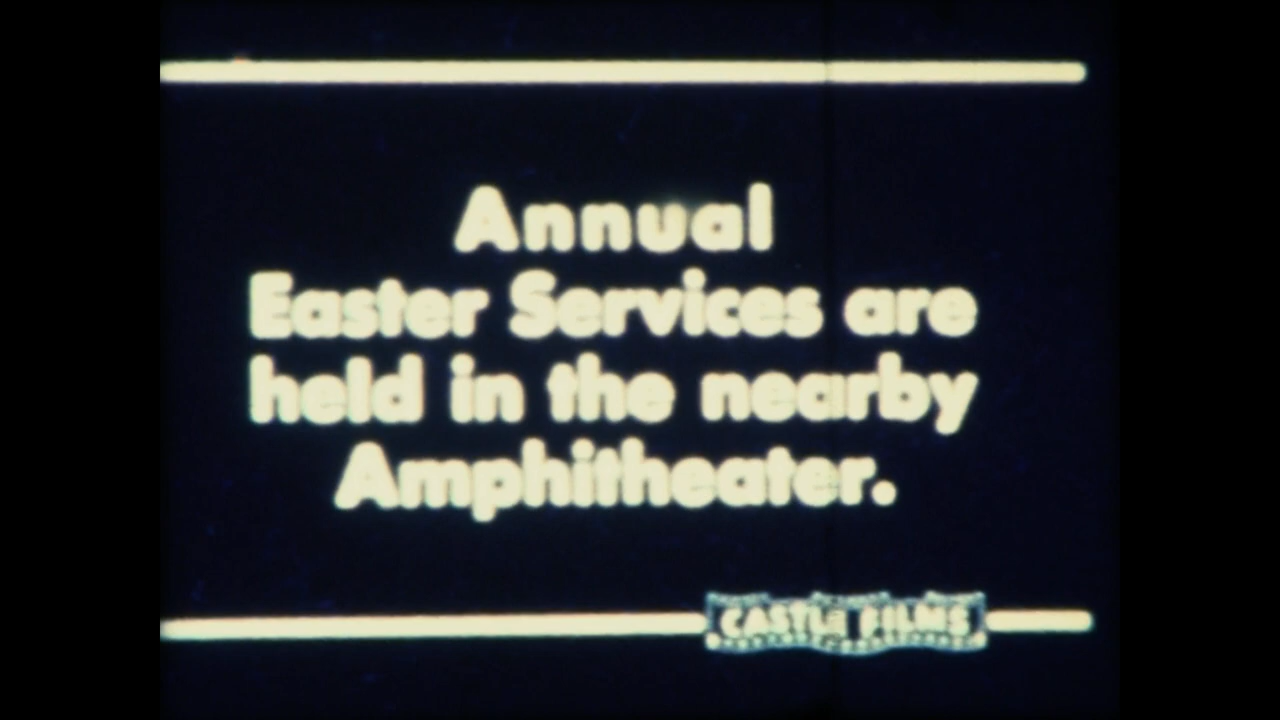 Annual
Easter Services are
held in the nearby
Amphitheater.
CASTLE FILMS